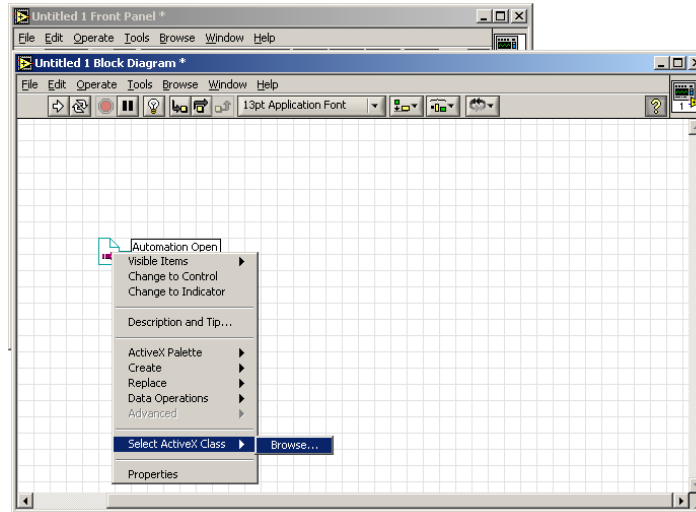 Untitled 1 Front Panel *
File Edit Operate Tools Browse Window Help
Untitled 1 Block Diagram *
File Edit Operate Tools Browse Window Help
13pt Application Font
?
1
Automation Open
Visible Items
Change to Control
Change to Indicator
Description and Tip...
ActiveX Palette
Create
Replace
Data Operations
Advanced
Select ActiveX Class
Browse...
Properties